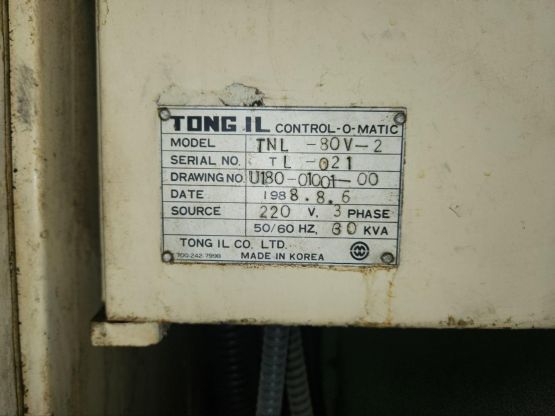 TONG IL CONTROL-O-MATIC
MODEL TNL -80V-2
SERIAL NO. TL -021
DRAWING NO. U180-01001-00
DATE 1988.8.6
SOURCE 220 V, 3 PHASE
50/60 HZ, 30 KVA
TONG IL CO. LTD.
MADE IN KOREA